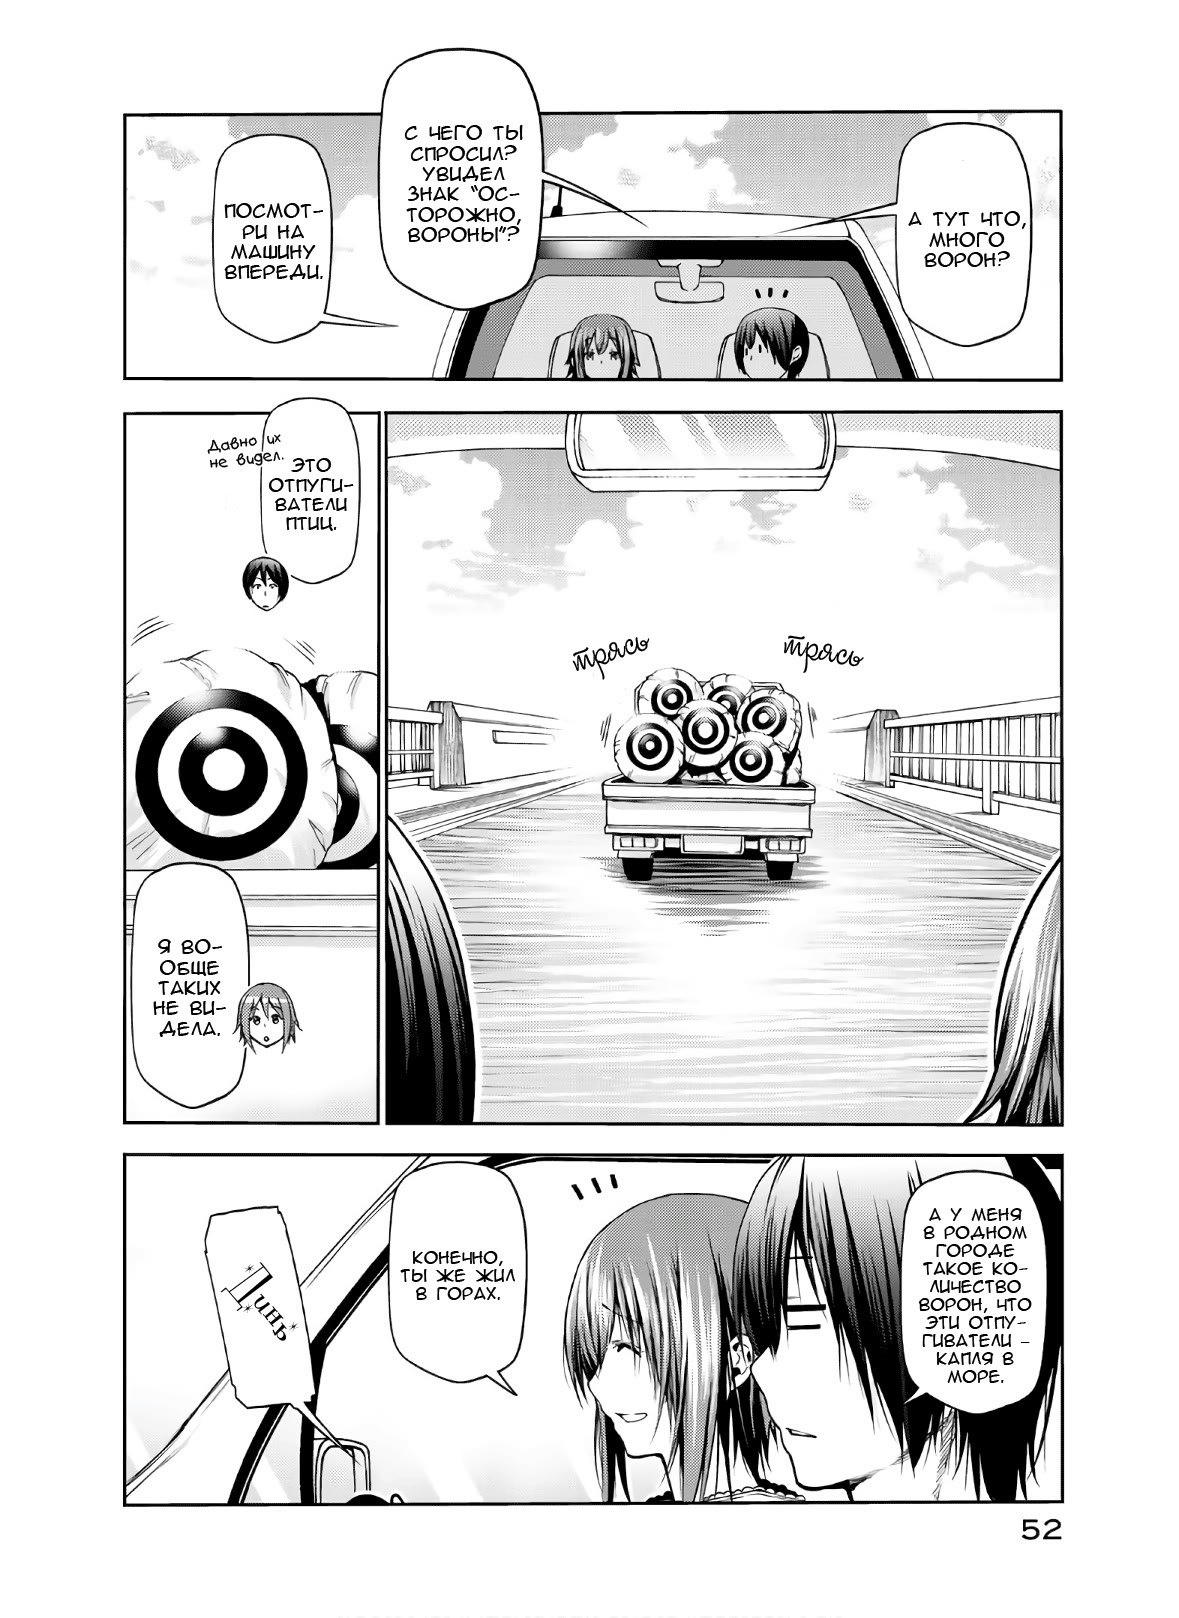 А ТУТ ЧТО,
МНОГО
ВОРОН?
С ЧЕГО ТЫ
СПРОСИЛ?
УВИДЕЛ
ЗНАК "ОС-
ТОРОЖНО,
ВОРОНЫ"?
ПОСМОТ-
РИ НА
МАШИНУ
ВПЕРЕДИ.
трясь
трясь
Давно их
не видел.
ЭТО
ОТПУГИ-
ВАТЕЛИ
ПТИЦ.
Я ВО-
ОБЩЕ
ТАКИХ
НЕ ВИ-
ДЕЛА.
А У МЕНЯ
В РОДНОМ
ГОРОДЕ
ТАКОЕ КО-
ЛИЧЕСТВО
ВОРОН, ЧТО
ЭТИ ОТПУ-
ГИВАТЕЛИ –
КАПЛЯ В
МОРЕ.
КОНЕЧНО,
ТЫ ЖЕ ЖИЛ
В ГОРАХ.
Динь
52